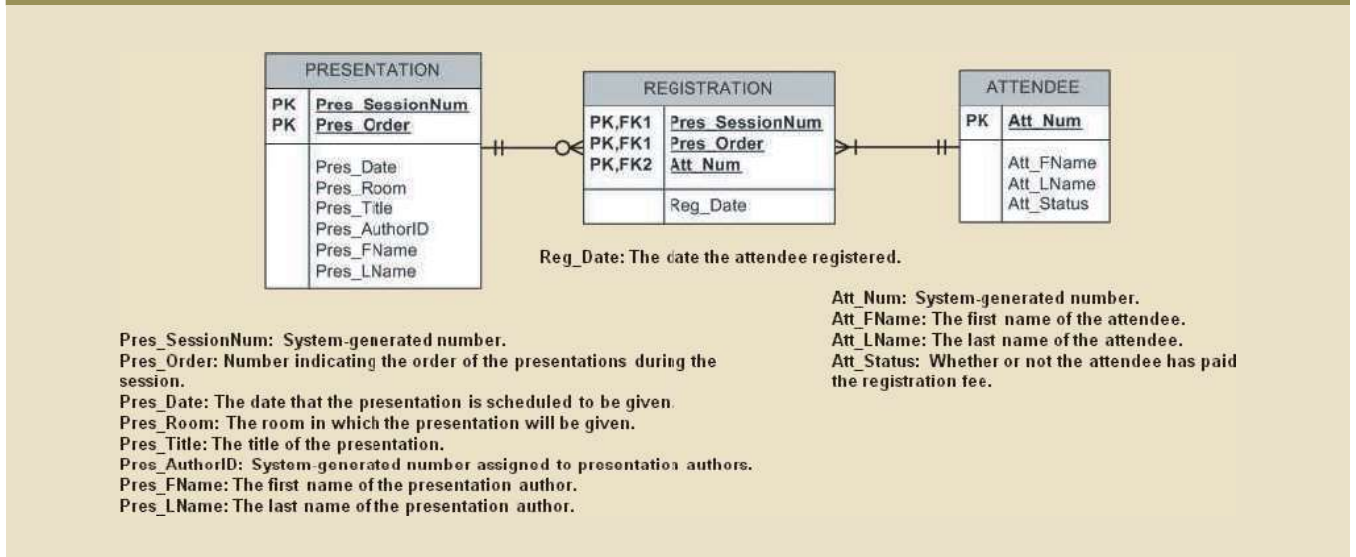 PRESENTATION
PK Pres_SessionNum
PK Pres_Order
Pres_Date
Pres_Room
Pres_Title
Pres_AuthorID
Pres_FName
Pres_LName
REGISTRATION
PK,FK1 Pres_SessionNum
PK,FK1 Pres_Order
PK,FK2 Att_Num
Reg_Date
ATTENDEE
PK Att_Num
Att_FName
Att_LName
Att_Status
Reg_Date: The date the attendee registered.
Att_Num: System-generated number.
Att_FName: The first name of the attendee.
Att_LName: The last name of the attendee.
Att_Status: Whether or not the attendee has paid
the registration fee.
Pres_SessionNum: System-generated number.
Pres_Order: Number indicating the order of the presentations during the
session.
Pres_Date: The date that the presentation is scheduled to be given.
Pres_Room: The room in which the presentation will be given.
Pres_Title: The title of the presentation.
Pres_AuthorID: System-generated number assigned to presentation authors.
Pres_FName: The first name of the presentation author.
Pres_LName: The last name of the presentation author.